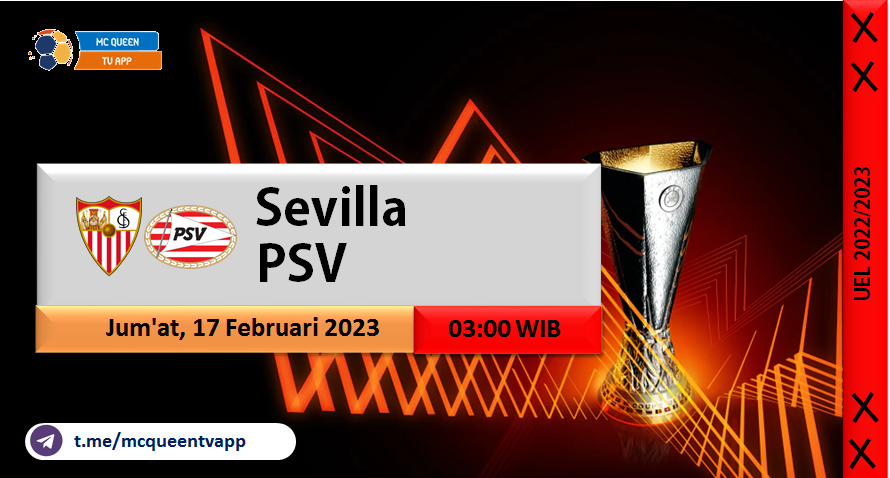 MC QUEEN
TV APP
Sevilla
PSV
PSV
Jum'at, 17 Februari 2023
03:00 WIB
UEL 2022/2023
t.me/mcqueentvapp